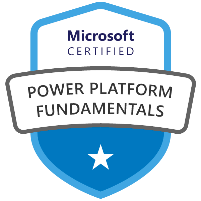 Microsoft
CERTIFIED
POWER PLATFORM
FUNDAMENTALS